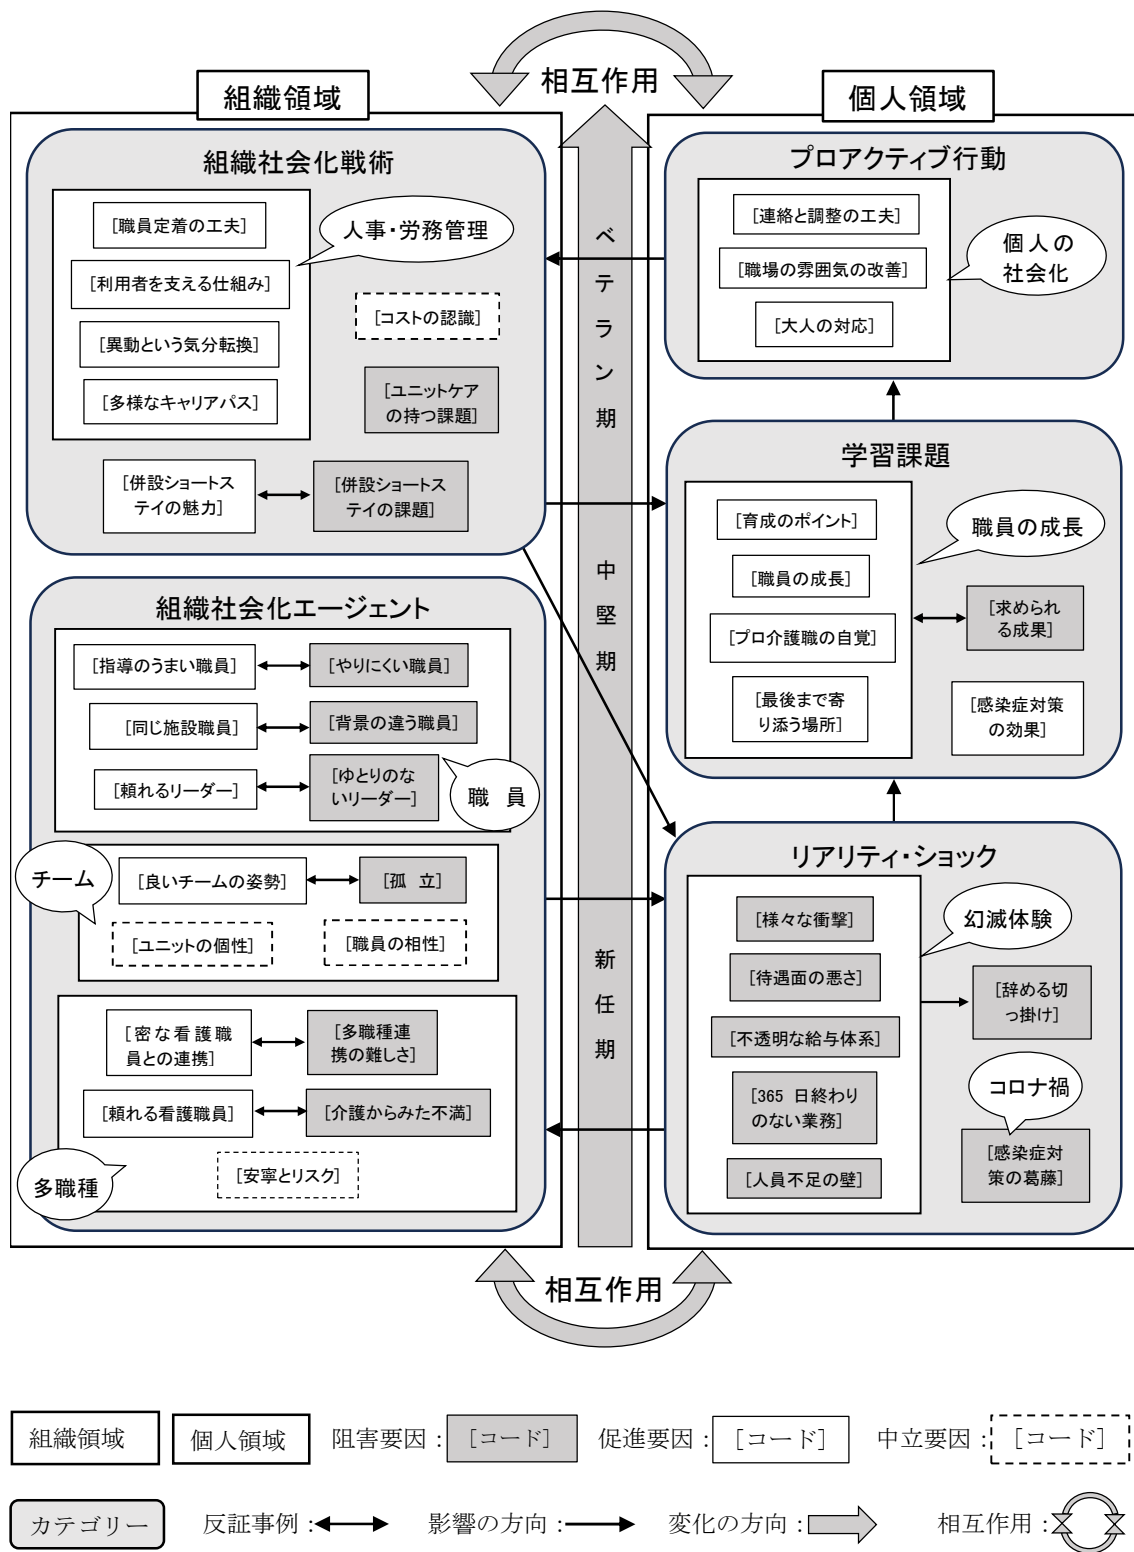 相互作用
組織領域
個人領域
組織社会化戦術
[職員定着の工夫]
人事・労務管理
[利用者を支える仕組み]
[コストの認識]
[異動という気分転換]
[多様なキャリアパス]
[ユニットケア
の持つ課題]
[併設ショートス
テイの魅力]
[併設ショートス
テイの課題]
組織社会化エージェント
[指導のうまい職員]
[やりにくい職員]
[同じ施設職員]
[背景の違う職員]
[頼れるリーダー]
[ゆとりのな
いリーダー]
職 員
チーム
[良いチームの姿勢]
[孤 立]
[ユニットの個性]
[職員の相性]
[密な看護職
員との連携]
[多職種連
携の難しさ]
[頼れる看護職員]
[介護からみた不満]
[安寧とリスク]
多職種
ベテラン期
中堅期
新任期
プロアクティブ行動
[連絡と調整の工夫]
[職場の雰囲気の改善]
[大人の対応]
個人の
社会化
学習課題
[育成のポイント]
[職員の成長]
[プロ介護職の自覚]
[最後まで寄
り添う場所]
職員の成長
[求められ
る成果]
[感染症対策
の効果]
リアリティ・ショック
[様々な衝撃]
[待遇面の悪さ]
[不透明な給与体系]
[365 日終わり
のない業務]
[人員不足の壁]
幻滅体験
[辞める切
っ掛け]
コロナ禍
[感染症対
策の葛藤]
相互作用
組織領域
個人領域
阻害要因：
[コード]
促進要因：
[コード]
中立要因：
[コード]
カテゴリー
反証事例：
影響の方向：
変化の方向：
相互作用：